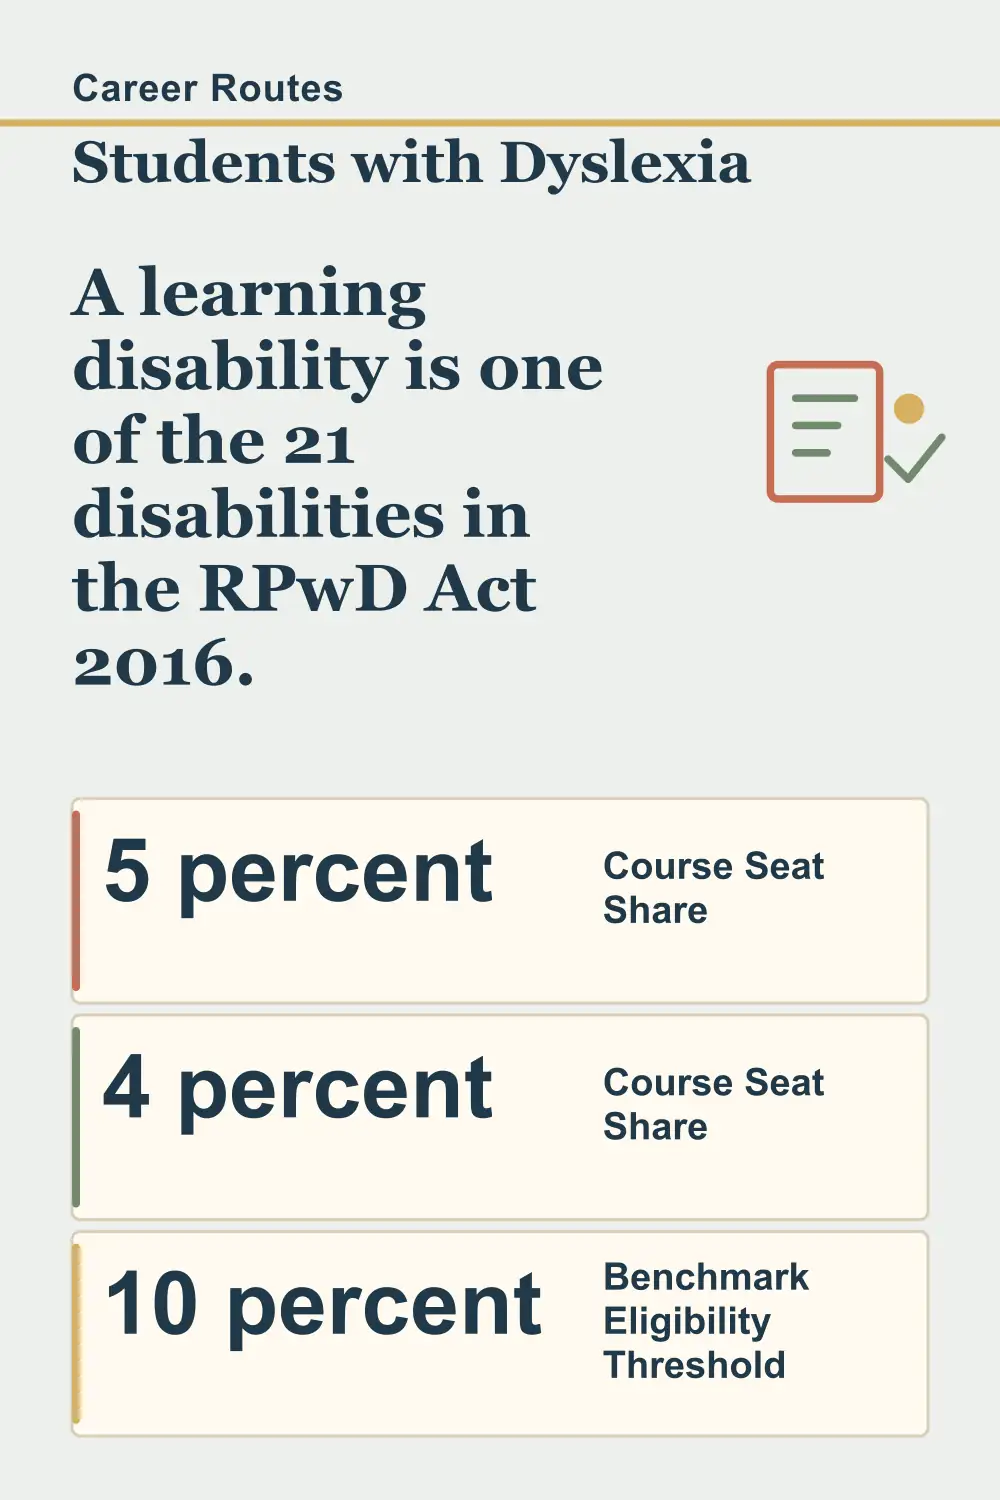 Career Routes
Students with Dyslexia
A learning
disability is one
of the 21
disabilities in
the RPwD Act
2016.
5 percent
Course Seat
Share
4 percent
Course Seat
Share
10 percent
Benchmark
Eligibility
Threshold